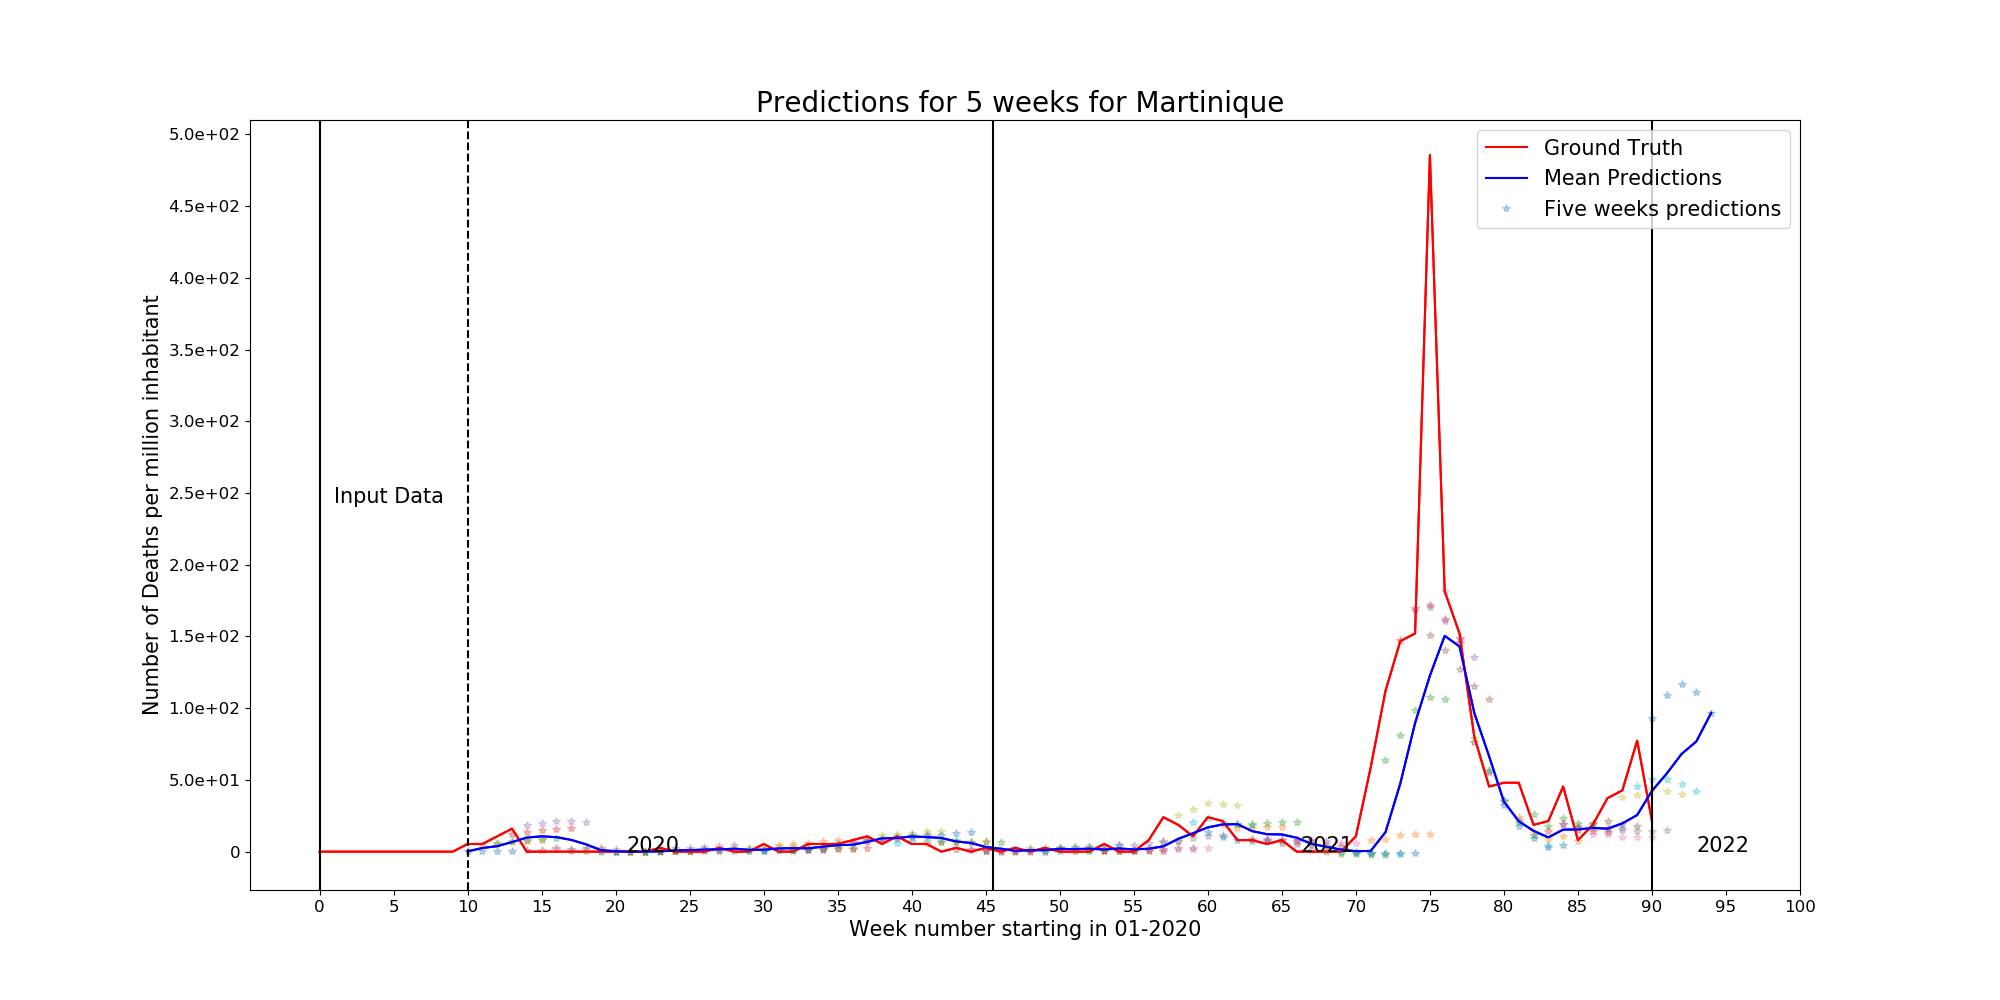 Predictions for 5 weeks for Martinique
5.0e+02
4.5e+02
4.0e+02
3.5e+02
3.0e+02
2.5e+02
2.0e+02
1.5e+02
1.0e+02
5.0e+01
0
Number of Deaths per million inhabitant
Ground Truth
Mean Predictions
Five weeks predictions
Input Data
2020
2021
2022
0 5 10 15 20 25 30 35 40 45 50 55 60 65 70 75 80 85 90 95 100
Week number starting in 01-2020